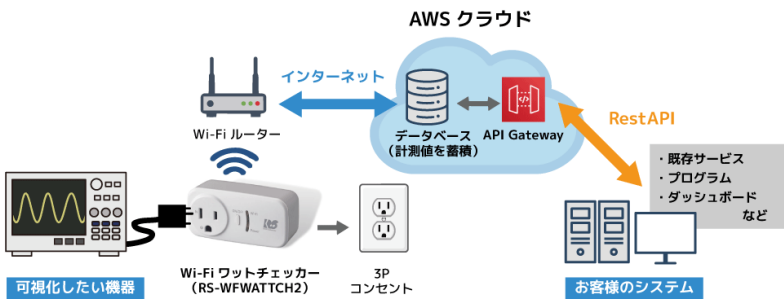 AWS クラウド
インターネット
Wi-Fi ルーター
データベース
（計測値を蓄積）
API Gateway
RestAPI
・既存サービス
・プログラム
・ダッシュボード
など
Wi-Fi ワットチェッカー
（RS-WFWATTCH2）
3P
コンセント
可視化したい機器
お客様のシステム